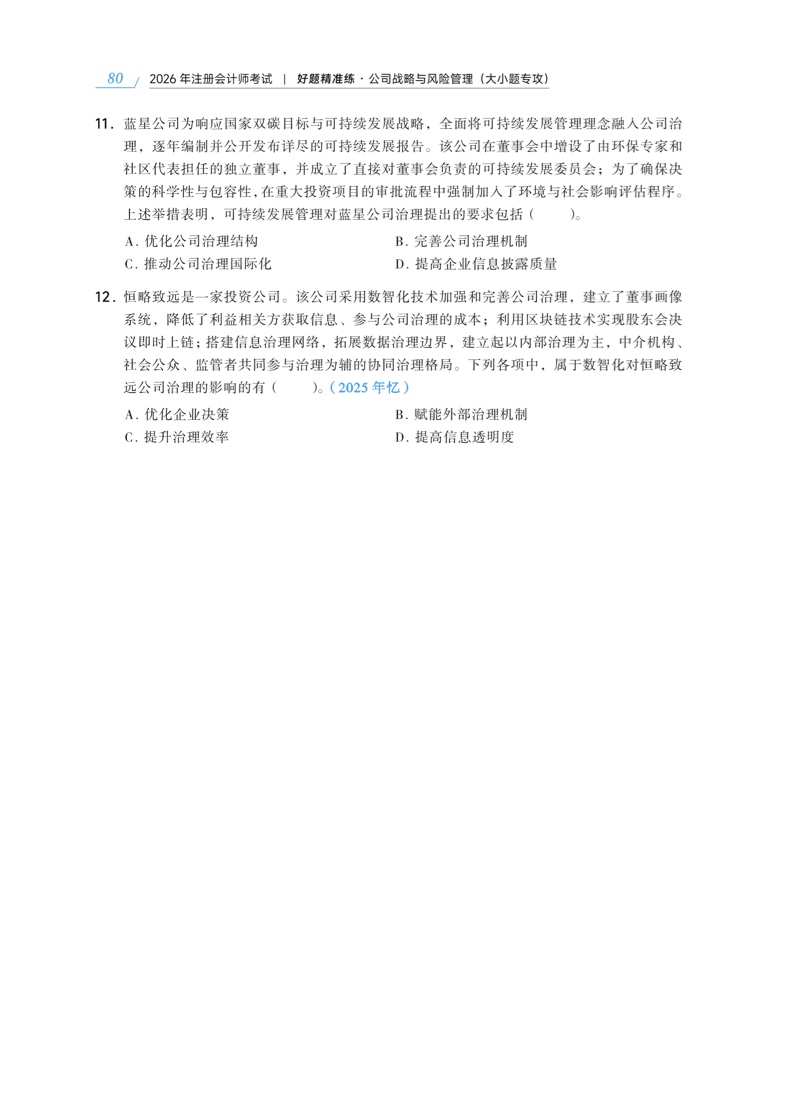 80 2026 年注册会计师考试 | 好题精准练 · 公司战略与风险管理（大小题专攻）
11. 蓝星公司为响应国家双碳目标与可持续发展战略，全面将可持续发展管理理念融入公司治
理，逐年编制并公开发布详尽的可持续发展报告。该公司在董事会中增设了由环保专家和
社区代表担任的独立董事，并成立了直接对董事会负责的可持续发展委员会；为了确保决
策的科学性与包容性，在重大投资项目的审批流程中强制加入了环境与社会影响评估程序。
上述举措表明，可持续发展管理对蓝星公司治理提出的要求包括（　　）。
A. 优化公司治理结构　　B. 完善公司治理机制
C. 推动公司治理国际化　　D. 提高企业信息披露质量
12. 恒略致远是一家投资公司。该公司采用数智化技术加强和完善公司治理，建立了董事画像
系统，降低了利益相关方获取信息、参与公司治理的成本；利用区块链技术实现股东会决
议即时上链；搭建信息治理网络，拓展数据治理边界，建立起以内部治理为主，中介机构、
社会公众、监管者共同参与治理为辅的协同治理格局。下列各项中，属于数智化对恒略致
远公司治理的影响的有（　　）。（2025 年忆）
A. 优化企业决策　　B. 赋能外部治理机制
C. 提升治理效率　　D. 提高信息透明度